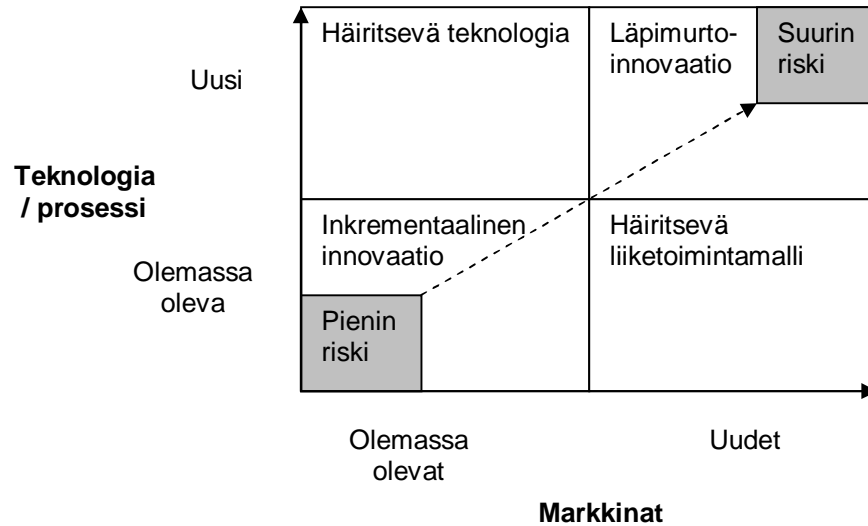 Häiritsevä teknologia
Läpimurto-
innovaatio
Suurin
riski
Uusi
Teknologia
/ prosessi
Inkrementaalinen
innovaatio
Häiritsevä
liiketoimintamalli
Olemassa
oleva
Pienin
riski
Olemassa
olevat
Uudet
Markkinat